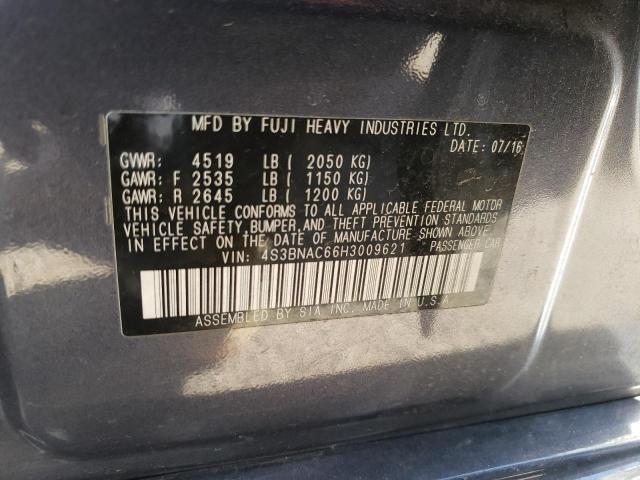 MFD BY FUJI HEAVY INDUSTRIES LTD.
DATE: 07/16
GVWR: 4519 LB ( 2050 KG)
GAWR: F 2535 LB ( 1150 KG)
GAWR: R 2645 LB ( 1200 KG)
THIS VEHICLE CONFORMS TO ALL APPLICABLE FEDERAL MOTOR
VEHICLE SAFETY, BUMPER, AND THEFT PREVENTION STANDARDS
IN EFFECT ON THE DATE OF MANUFACTURE SHOWN ABOVE.
VIN: 4S3BNAC66H3009621 PASSENGER CAR
ASSEMBLED BY SIA INC. MADE IN U.S.A